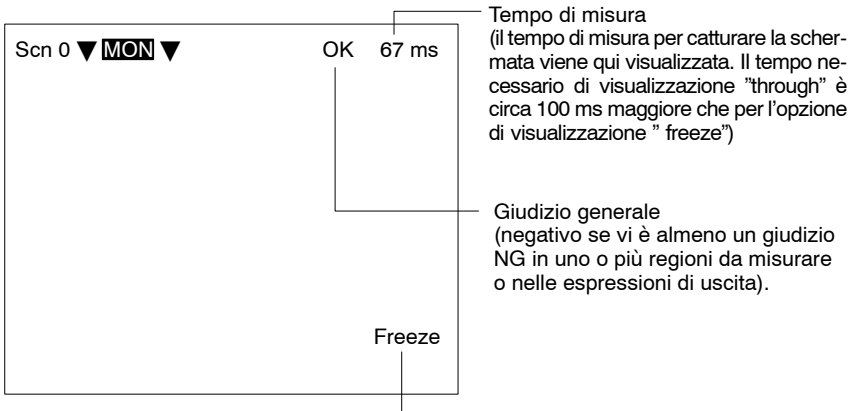 Scn 0 ▼ MON ▼ OK 67 ms
Freeze
Tempo di misura
(il tempo di misura per catturare la scher-
mata viene qui visualizzata. Il tempo ne-
cessario di visualizzazione ”through” è
circa 100 ms maggiore che per l’opzione
di visualizzazione ” freeze”)
Giudizio generale
(negativo se vi è almeno un giudizio
NG in uno o più regioni da misurare
o nelle espressioni di uscita).